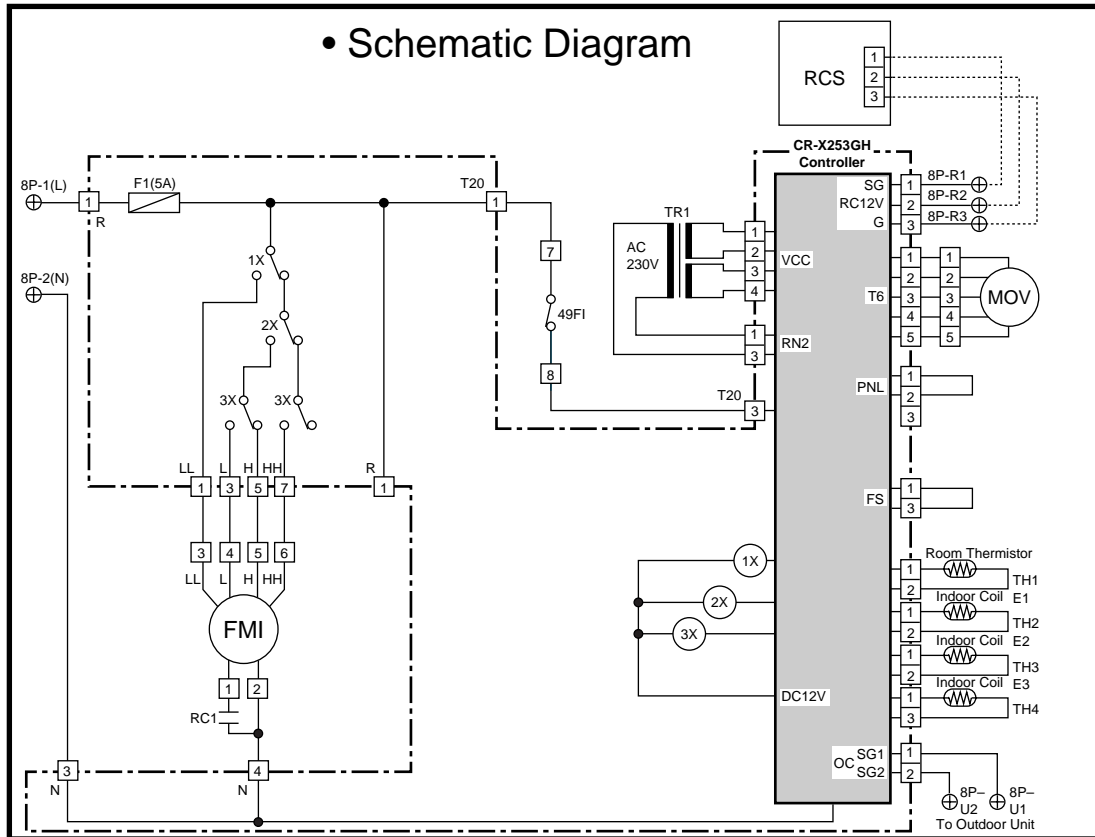 • Schematic Diagram
RCS
1
2
3
CR-X253GH
Controller
8P-1(L)
1
R
F1(5A)
T20
1
8P-2(N)
1X
2X
3X
3X
7
49FI
8
T20
3
AC
230V
TR1
1
2
3
4
VCC
1
3
RN2
SG
1
8P-R1
RC12V
2
8P-R2
G
3
8P-R3
T6
1
2
3
4
5
1
2
3
4
5
MOV
PNL
1
2
3
FS
1
3
LL
L
H
HH
R
1
3
5
7
1
3
4
5
6
LL
L
H
HH
FMI
1
2
RC1
3
N
4
N
1X
2X
3X
DC12V
Room Thermistor
1
2
TH1
Indoor Coil E1
1
2
TH2
Indoor Coil E2
1
2
TH3
Indoor Coil E3
1
3
TH4
OC
SG1
1
SG2
2
8P–
U2
8P–
U1
To Outdoor Unit